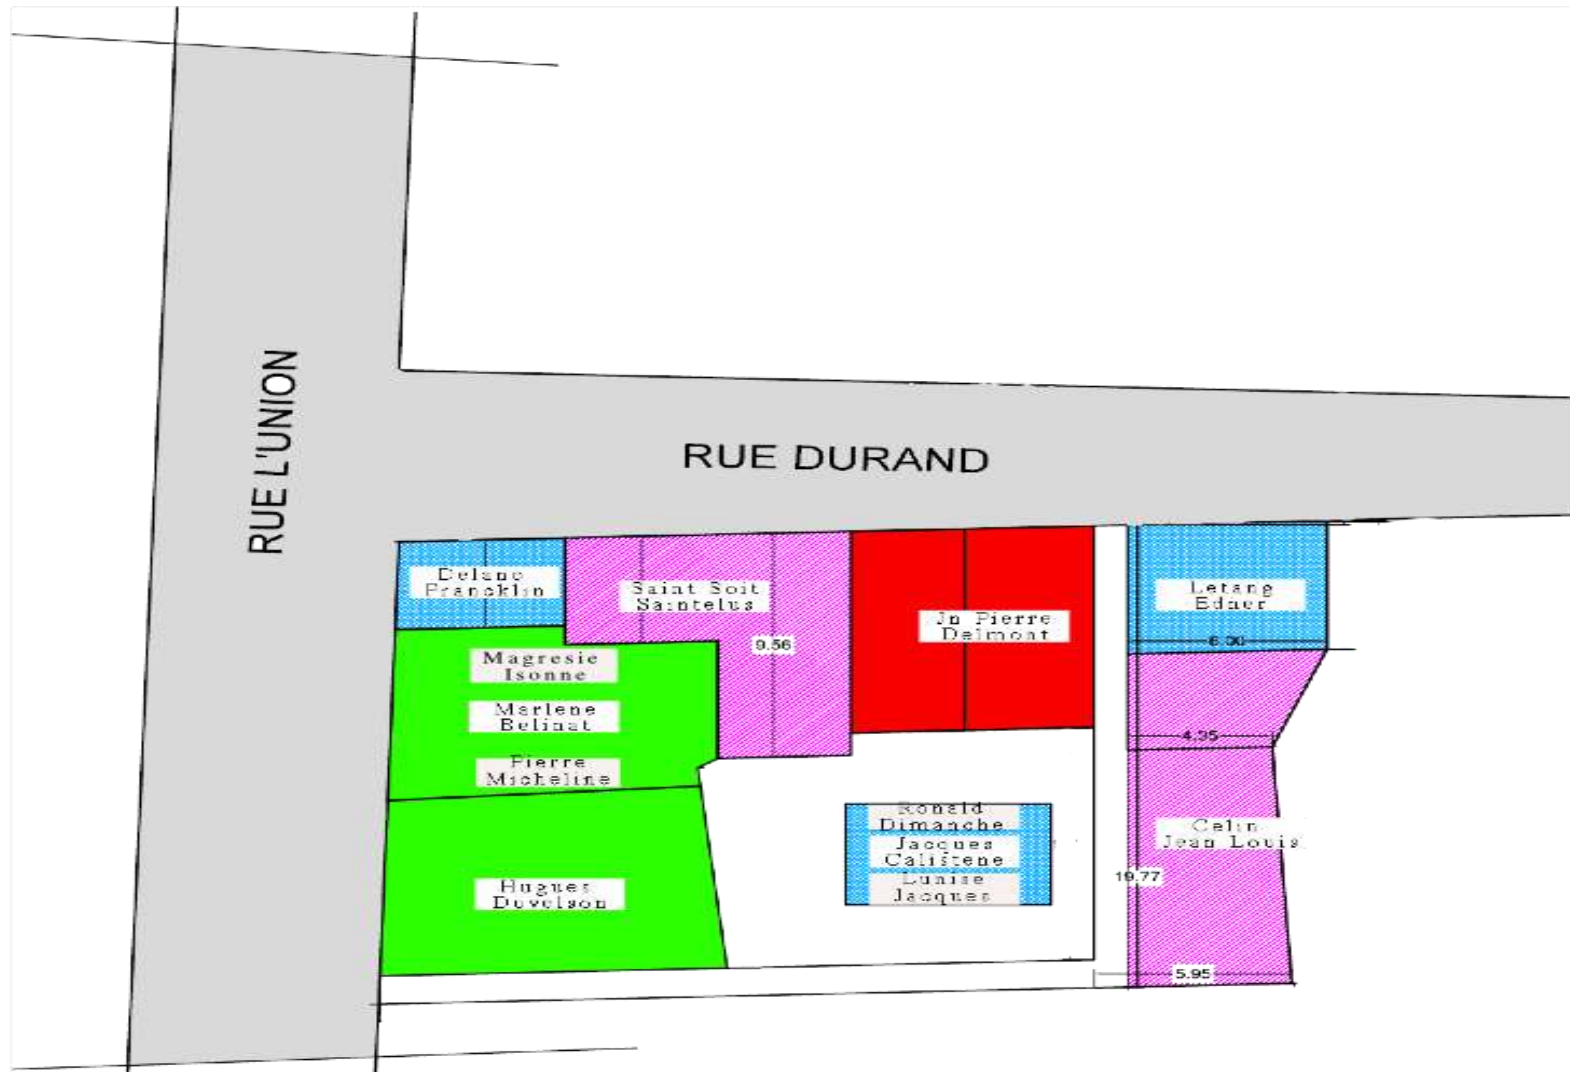 RUE L'UNION
RUE DURAND
Delano
Francklin
Saint Soit
Saintelus
9.56
Jn Pierre
Delmont
Letang
Edner
6.30
Magresie
Isonne
Marlene
Belinat
Pierre
Micheline
4.35
Ronald
Dimanche
Jacques
Calistene
Lunise
Jacques
Celin
Jean Louis
19.77
Hugues
Duvelson
5.95